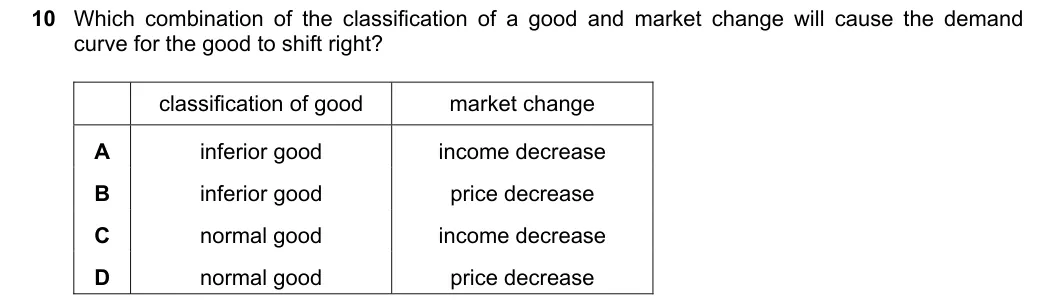 10 Which combination of the classification of a good and market change will cause the demand
curve for the good to shift right?
classification of good market change
A inferior good income decrease
B inferior good price decrease
C normal good income decrease
D normal good price decrease